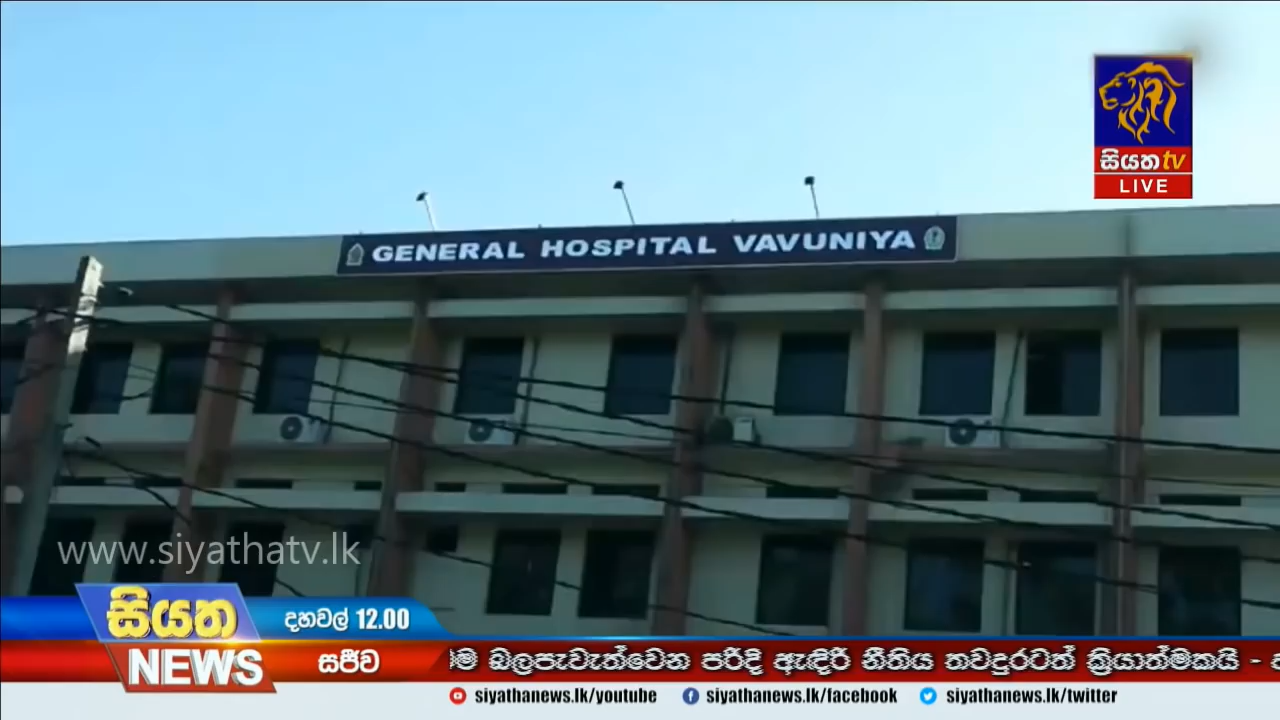 සියත tv
LIVE
GENERAL HOSPITAL VAVUNIYA
www.siyathatv.lk
සියත
NEWS
දහවල් 12.00
සජීව
බලපැවැත්වෙන පරිදි ඇඳිරි නීතිය තවදුරටත් ක්‍රියාත්මකයි -
siyathanews.lk/youtube
siyathanews.lk/facebook
siyathanews.lk/twitter